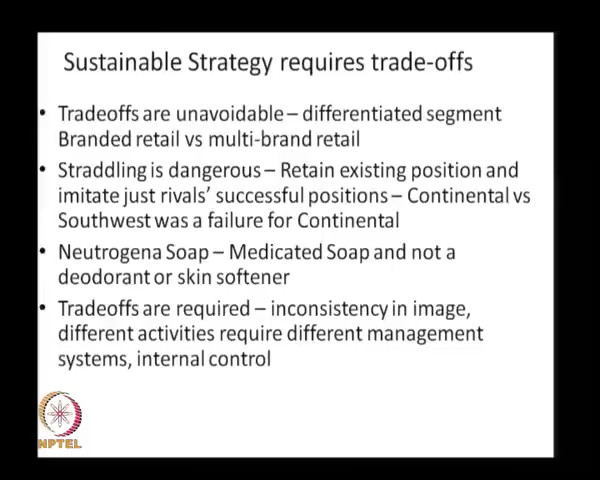 Sustainable Strategy requires trade-offs
• Tradeoffs are unavoidable – differentiated segment
Branded retail vs multi-brand retail
• Straddling is dangerous – Retain existing position and
imitate just rivals' successful positions – Continental vs
Southwest was a failure for Continental
• Neutrogena Soap – Medicated Soap and not a
deodorant or skin softener
• Tradeoffs are required – inconsistency in image,
different activities require different management
systems, internal control
NPTEL